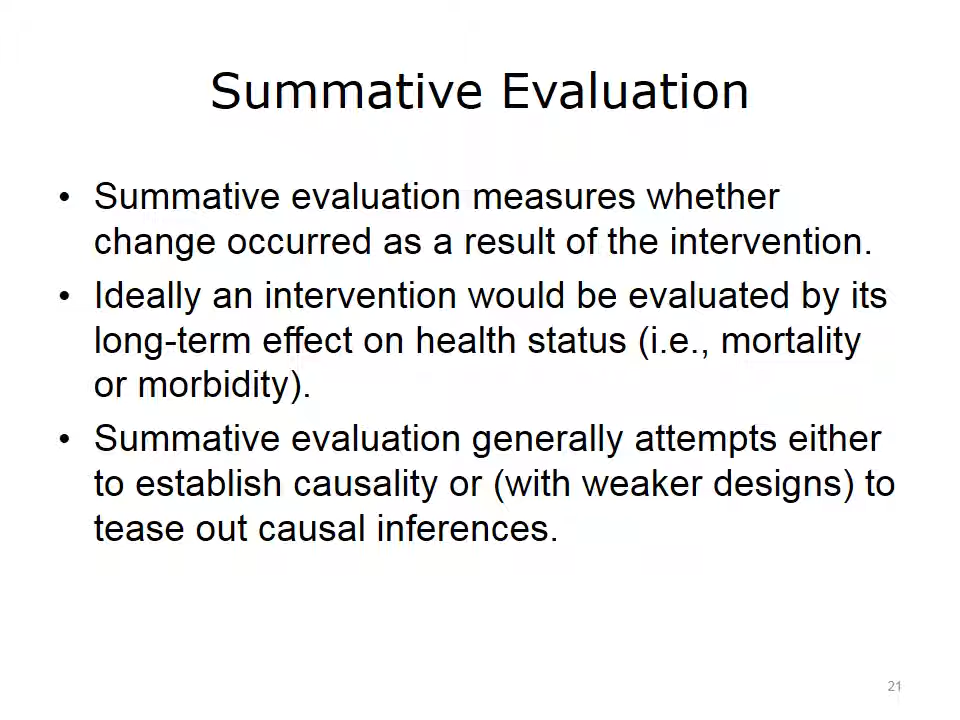 Summative Evaluation
• Summative evaluation measures whether
change occurred as a result of the intervention.
• Ideally an intervention would be evaluated by its
long-term effect on health status (i.e., mortality
or morbidity).
• Summative evaluation generally attempts either
to establish causality or (with weaker designs) to
tease out causal inferences.
21